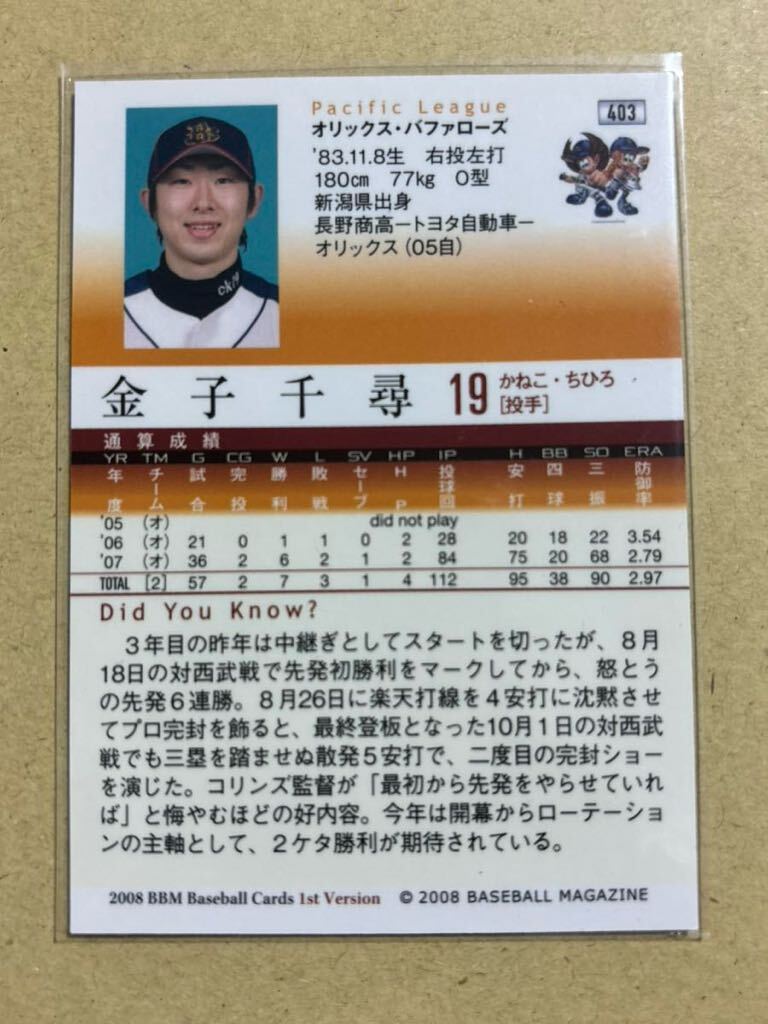 Pacific League
403
オリックス・バファローズ
'83.11.8生 右投左打
180㎝ 77kg O型
新潟県出身
長野商高ートヨタ自動車ー
オリックス(05自)
金子千尋 19 かねこ・ちひろ
[投手]
通算成績
YR TM G CG W L SV HP IP H BB SO ERA
年度 チーム 試合 完投 勝利 敗戦 セーブ HP 投球回 安打 四球 三振 防御率
'05 (オ) did not play
'06 (オ) 21 0 1 1 0 2 28 20 18 22 3.54
'07 (オ) 36 2 6 2 1 2 84 75 20 68 2.79
TOTAL [2] 57 2 7 3 1 4 112 95 38 90 2.97
Did You Know?
3年目の昨年は中継ぎとしてスタートを切ったが、8月
18日の対西武戦で先発初勝利をマークしてから、怒とう
の先発6連勝。8月26日に楽天打線を4安打に沈黙させ
てプロ完封を飾ると、最終登板となった10月1日の対西武
戦でも三塁を踏ませぬ散発5安打で、二度目の完封ショー
を演じた。コリンズ監督が「最初から先発をやらせていれ
ば」と悔やむほどの好内容。今年は開幕からローテーショ
ンの主軸として、2ケタ勝利が期待されている。
2008 BBM Baseball Cards 1st Version © 2008 BASEBALL MAGAZINE